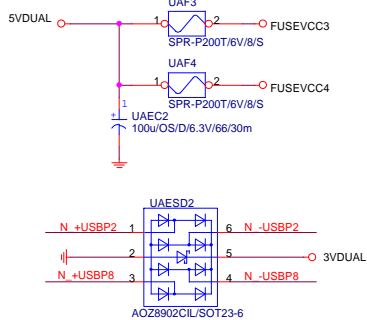 UAF3
5VDUAL 1 2 FUSEVCC3
SPR-P200T/6V/8/S
UAF4
1 2 FUSEVCC4
SPR-P200T/6V/8/S
1
+ UAEC2
100u/OS/D/6.3V/66/30m
UAESD2
N_+USBP2 1 6 N_-USBP2
2 5 3VDUAL
N_+USBP8 3 4 N_-USBP8
AOZ8902CIL/SOT23-6